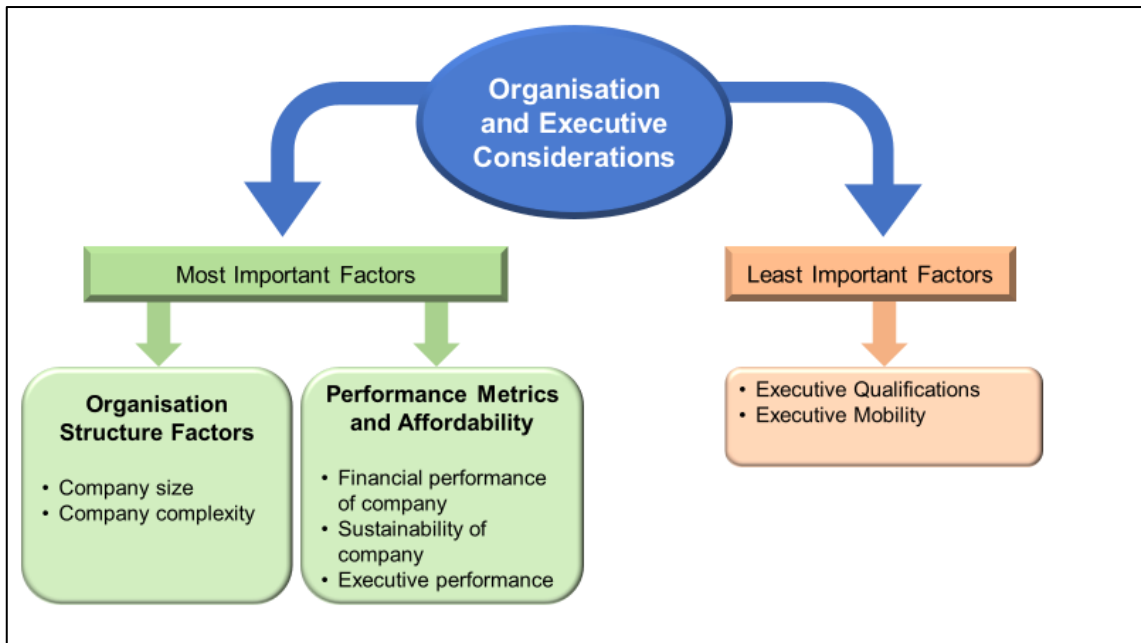 Organisation
and Executive
Considerations
Most Important Factors
Least Important Factors
Organisation
Structure Factors
• Company size
• Company complexity
Performance Metrics
and Affordability
• Financial performance
of company
• Sustainability of
company
• Executive performance
• Executive Qualifications
• Executive Mobility